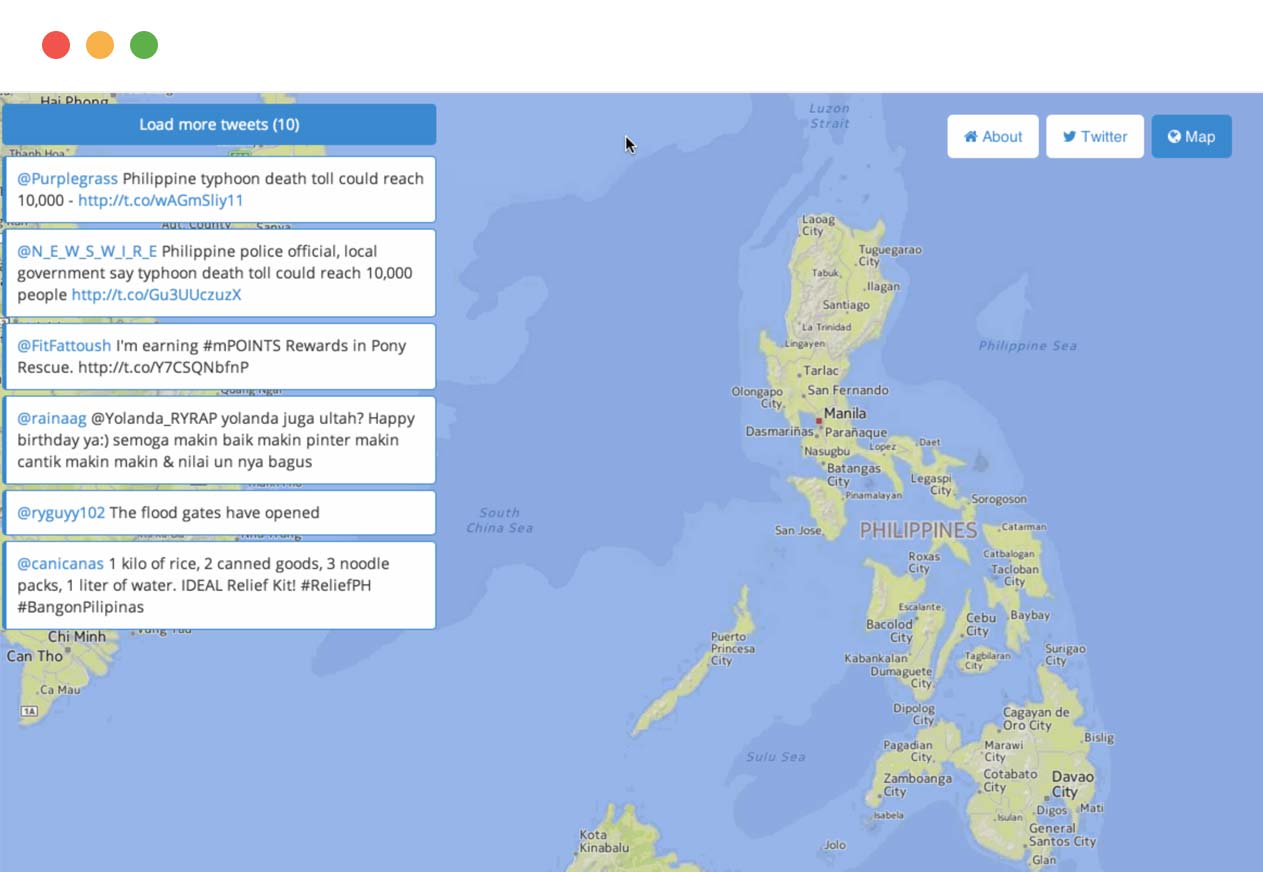 Hai Phong
Load more tweets (10)
Thanh Hoa
@Purplegrass Philippine typhoon death toll could reach
10,000 - http://t.co/wAGmSliy11
Sanya
@N_E_W_S_W_I_R_E Philippine police official, local
government say typhoon death toll could reach 10,000
people http://t.co/Gu3UUczuzX
@FitFattoush I'm earning #mPOINTS Rewards in Pony
Rescue. http://t.co/Y7CSQNbfnP
Quang Ngai
@rainaag @Yolanda_RYRAP yolanda juga ultah? Happy
birthday ya:) semoga makin baik makin pinter makin
cantik makin makin & nilai un nya bagus
@ryguyy102 The flood gates have opened
Nha Trang
@canicanas 1 kilo of rice, 2 canned goods, 3 noodle
packs, 1 liter of water. IDEAL Relief Kit! #ReliefPH
#BangonPilipinas
Vung Tau
Chi Minh
Can Tho
Ca Mau
1A
About
Twitter
Map
Luzon
Strait
Laoag
City
Tuguegarao
City
Tabuk
Ilagan
Santiago
La Trinidad
Lingayen
Philippine Sea
Tarlac
Olongapo
City
San Fernando
Manila
Dasmariñas
Parañaque
Nasugbu
Lopez
Daet
Batangas
City
Legaspi
City
Pinamalayan
Sorogoson
South
China Sea
San Jose
PHILIPPINES
Catarman
Roxas
City
Catbalogan
Tacloban
City
Escalante
Bacolod
City
Cebu
City
Baybay
Puerto
Princesa
City
Kabankalan
Tagbilaran
City
Surigao
City
Dumaguete
City
Dipolog
City
Cagayan de
Oro City
Bislig
Sulu Sea
Pagadian
City
Marawi
City
Zamboanga
City
Cotabato
City
Davao
City
Isabela
Isulan
Digos
Mati
General
Santos City
Kota
Kinabalu
Jolo
Glan